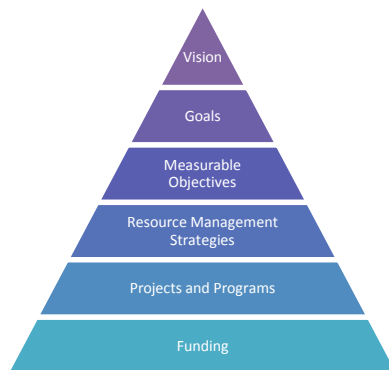 Vision
Goals
Measurable
Objectives
Resource Management
Strategies
Projects and Programs
Funding